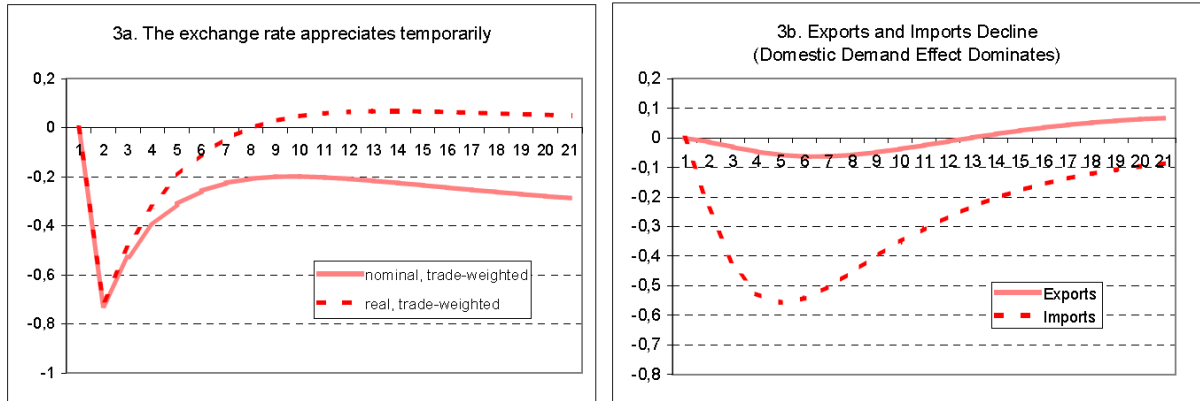 3a. The exchange rate appreciates temporarily
0,2
0
-0,2
-0,4
-0,6
-0,8
-1
1 2 3 4 5 6 7 8 9 10 11 12 13 14 15 16 17 18 19 20 21
nominal, trade-weighted
real, trade-weighted
3b. Exports and Imports Decline
(Domestic Demand Effect Dominates)
0,2
0,1
0
-0,1
-0,2
-0,3
-0,4
-0,5
-0,6
-0,7
-0,8
1 2 3 4 5 6 7 8 9 10 11 12 13 14 15 16 17 18 19 20 21
Exports
Imports